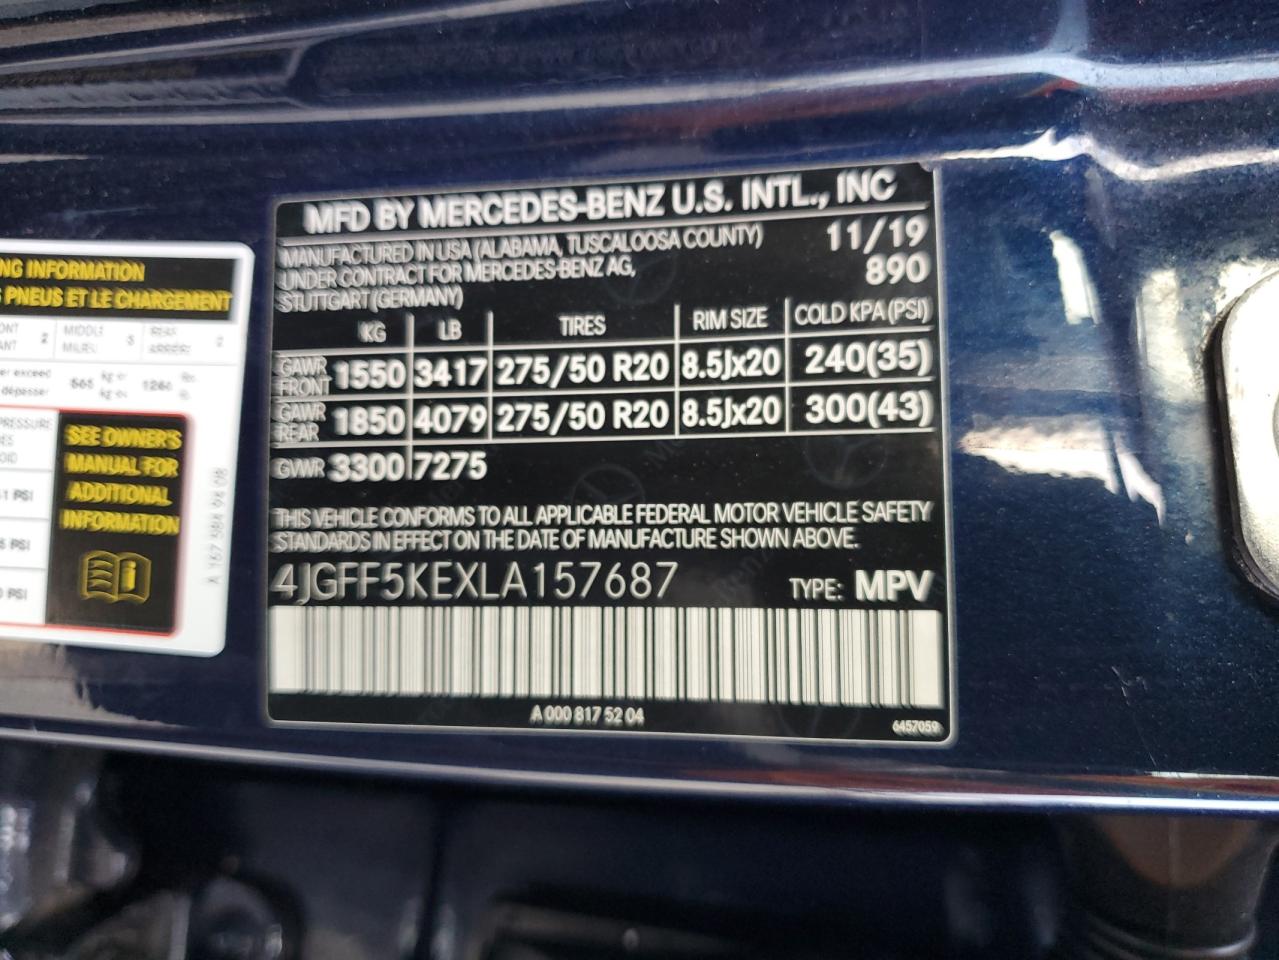 NG INFORMATION
PNEUS ET LE CHARGEMENT
SEE OWNER'S
MANUAL FOR
ADDITIONAL
INFORMATION
MFD BY MERCEDES-BENZ U.S. INTL., INC
MANUFACTURED IN USA (ALABAMA, TUSCALOOSA COUNTY) 11/19
UNDER CONTRACT FOR MERCEDES-BENZ AG, 890
STUTTGART (GERMANY)
KG LB TIRES RIM SIZE COLD KPA (PSI)
GAWR FRONT 1550 3417 275/50 R20 8.5Jx20 240(35)
GAWR REAR 1850 4079 275/50 R20 8.5Jx20 300(43)
GVWR 3300 7275
THIS VEHICLE CONFORMS TO ALL APPLICABLE FEDERAL MOTOR VEHICLE SAFETY
STANDARDS IN EFFECT ON THE DATE OF MANUFACTURE SHOWN ABOVE.
4JGFF5KEXLA157687 TYPE: MPV
A 000 817 52 04 6457059